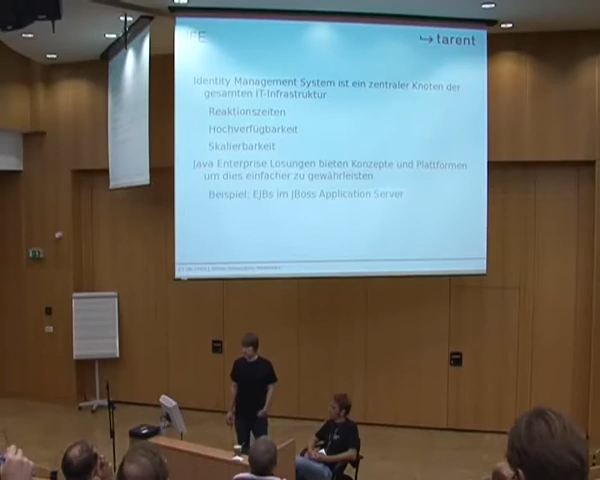 IFE
tarent
Identity Management System ist ein zentraler Knoten der
gesamten IT-Infrastruktur
Reaktionszeiten
Hochverfügbarkeit
Skalierbarkeit
Java Enterprise Lösungen bieten Konzepte und Plattformen
um dies einfacher zu gewährleisten
Beispiel: EJBs im JBoss Application Server